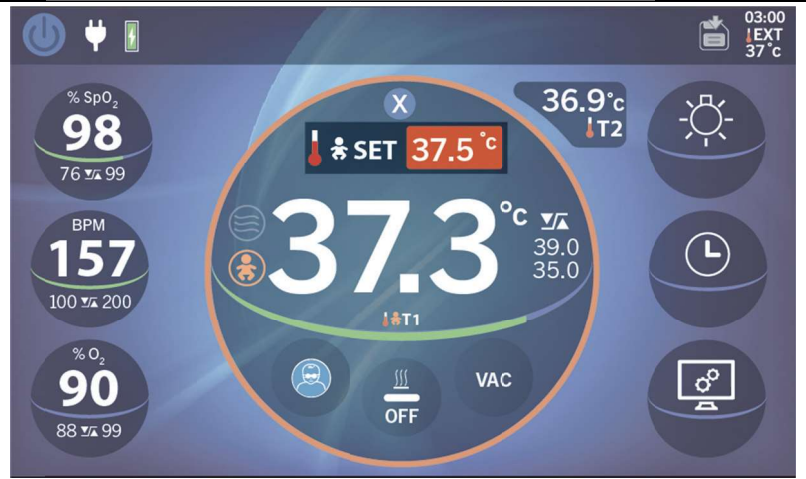 03:00
EXT
37 °c
% SpO₂
98
76 99
BPM
157
100 200
% O₂
90
88 99
X
SET 37.5 °c
37.3 °c
39.0
35.0
T1
36.9°c
T2
OFF
VAC